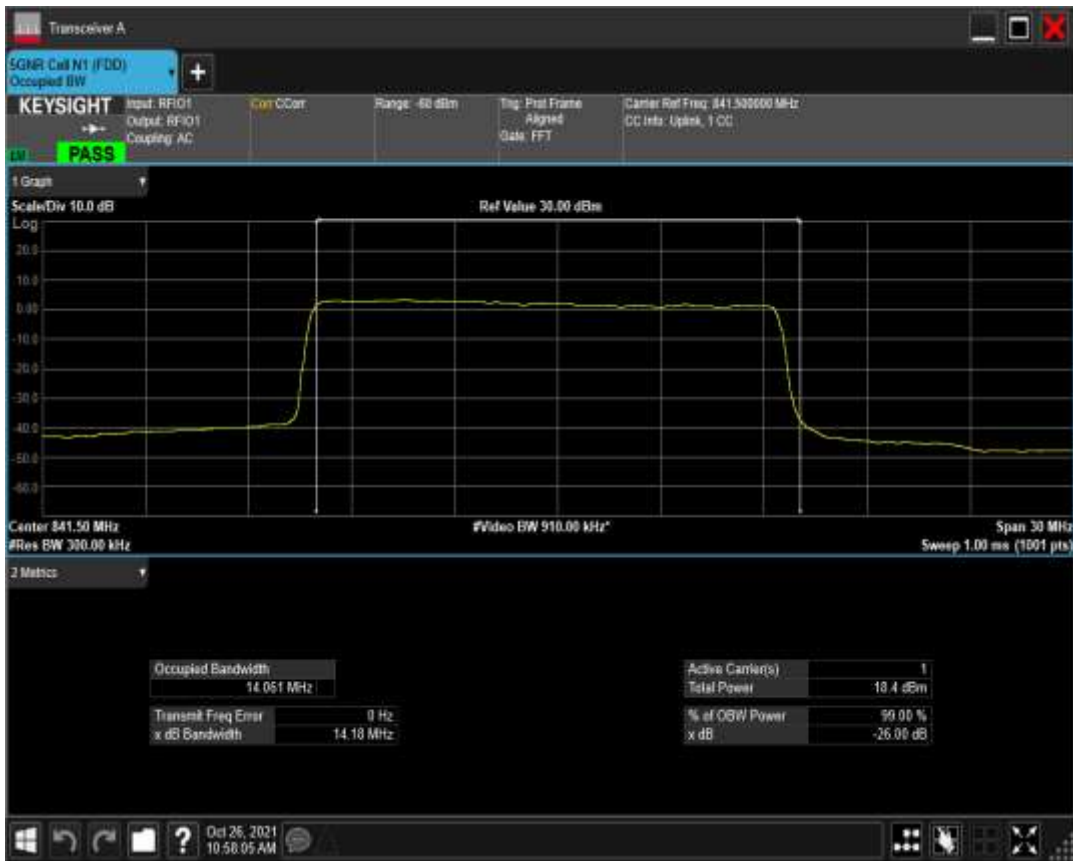 Transceiver A
5GNR Cell N1 (FDD)
Occupied BW
+
KEYSIGHT
Input: RFIO1
Output: RFIO1
Coupling: AC
Corr CCorr
Range: -60 dBm
Trig: Prot Frame
Aligned
Gate: FFT
Carrier Ref Freq: 841.500000 MHz
CC Info: Uplink, 1 CC
PASS
1 Graph
Scale/Div 10.0 dB
Ref Value 30.00 dBm
Log
20.0
10.0
0.00
-10.0
-20.0
-30.0
-40.0
-50.0
-60.0
Center 841.50 MHz
#Video BW 910.00 kHz*
Span 30 MHz
#Res BW 300.00 kHz
Sweep 1.00 ms (1001 pts)
2 Metrics
Occupied Bandwidth
14.061 MHz
Active Carrier(s) 1
Total Power 18.4 dBm
Transmit Freq Error 0 Hz
x dB Bandwidth 14.18 MHz
% of OBW Power 99.00 %
x dB -26.00 dB
?
Oct 26, 2021
10:58:05 AM